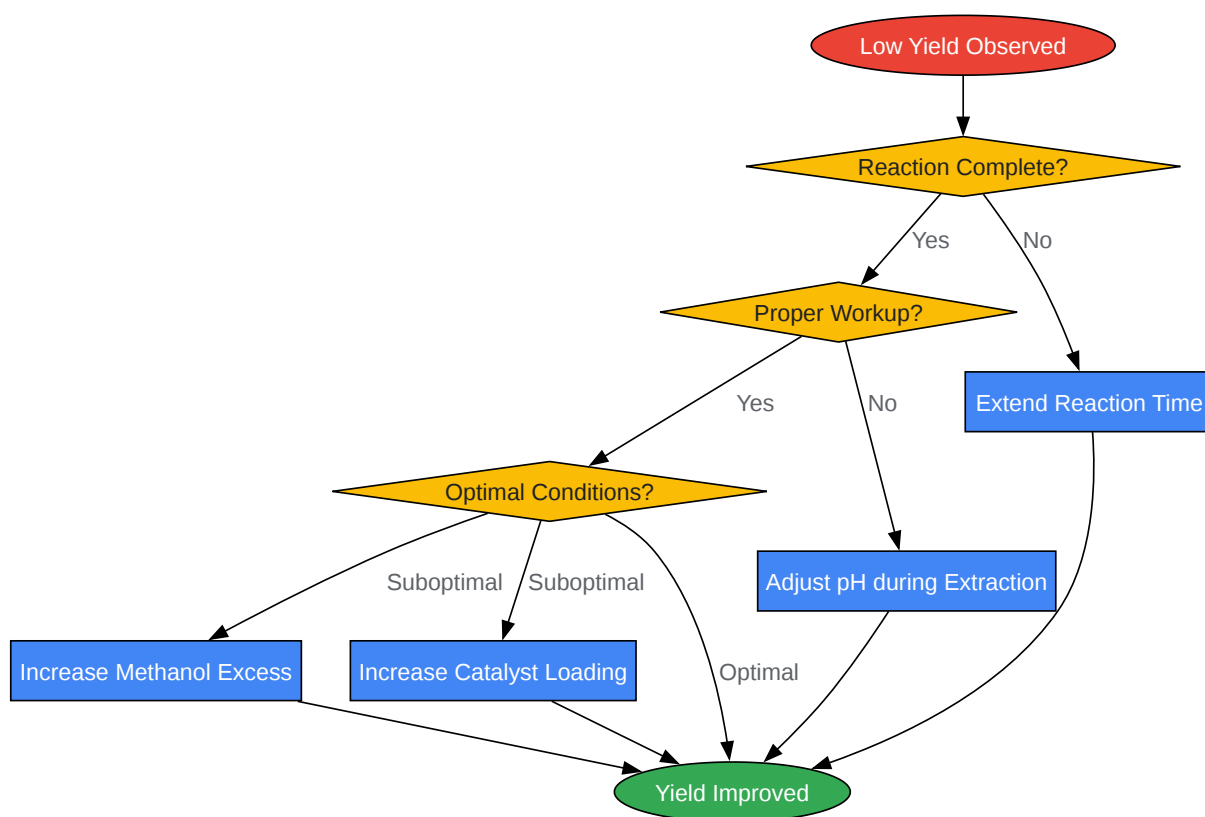 Low Yield Observed
Reaction Complete?
Yes
No
Proper Workup?
Yes
No
Extend Reaction Time
Optimal Conditions?
Suboptimal
Suboptimal
Optimal
Adjust pH during Extraction
Increase Methanol Excess
Increase Catalyst Loading
Yield Improved